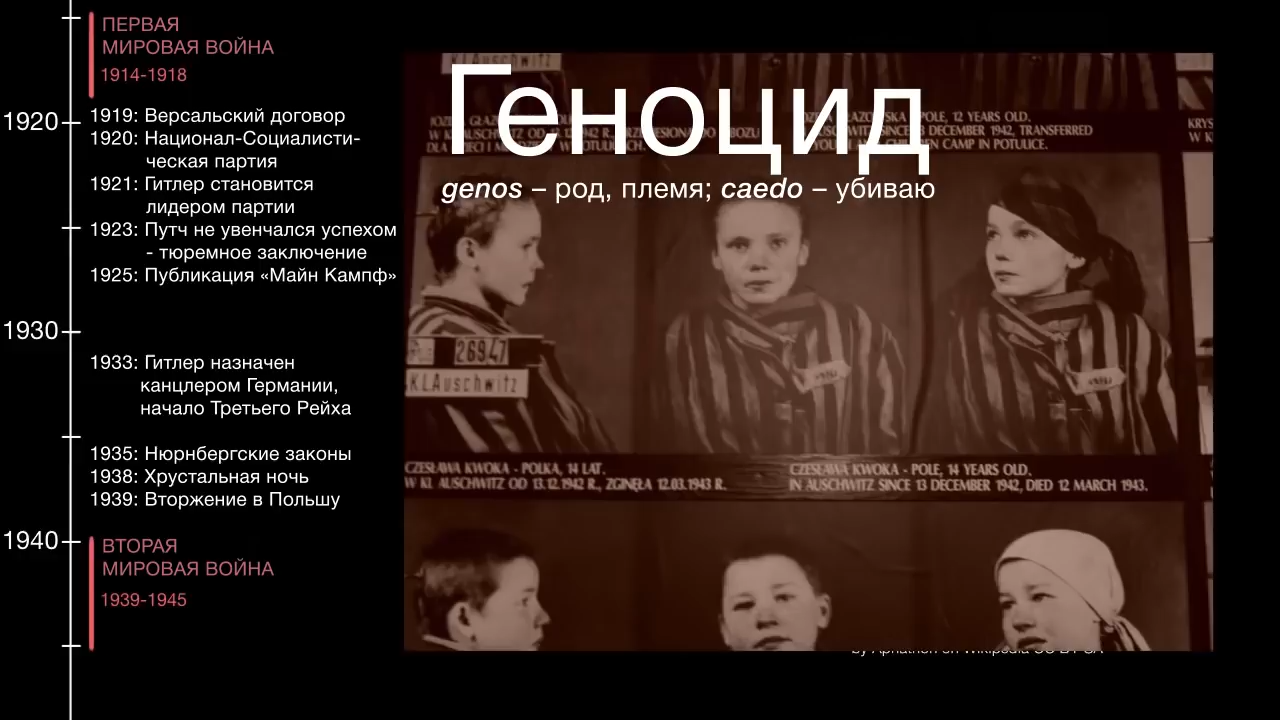 ПЕРВАЯ
МИРОВАЯ ВОЙНА
1914-1918
1920
1919: Версальский договор
1920: Национал-Социалисти-
ческая партия
1921: Гитлер становится
лидером партии
1923: Путч не увенчался успехом
- тюремное заключение
1925: Публикация «Майн Кампф»
1930
1933: Гитлер назначен
канцлером Германии,
начало Третьего Рейха
1935: Нюрнбергские законы
1938: Хрустальная ночь
1939: Вторжение в Польшу
1940
ВТОРАЯ
МИРОВАЯ ВОЙНА
1939-1945
Геноцид
genos – род, племя; caedo – убиваю
POLE, 12 YEARS OLD.
DECEMBER 1942, TRANSFERRED
CAMP IN POTULICE.
KRYS
26947
K.L.Auschwitz
CZESŁAWA KWOKA - POLKA, 14 LAT.
W KL AUSCHWITZ OD 13.12.1942 R., ZGINĘŁA 12.03.1943 R.
CZESŁAWA KWOKA - POLE, 14 YEARS OLD.
IN AUSCHWITZ SINCE 13 DECEMBER 1942, DIED 12 MARCH 1943.